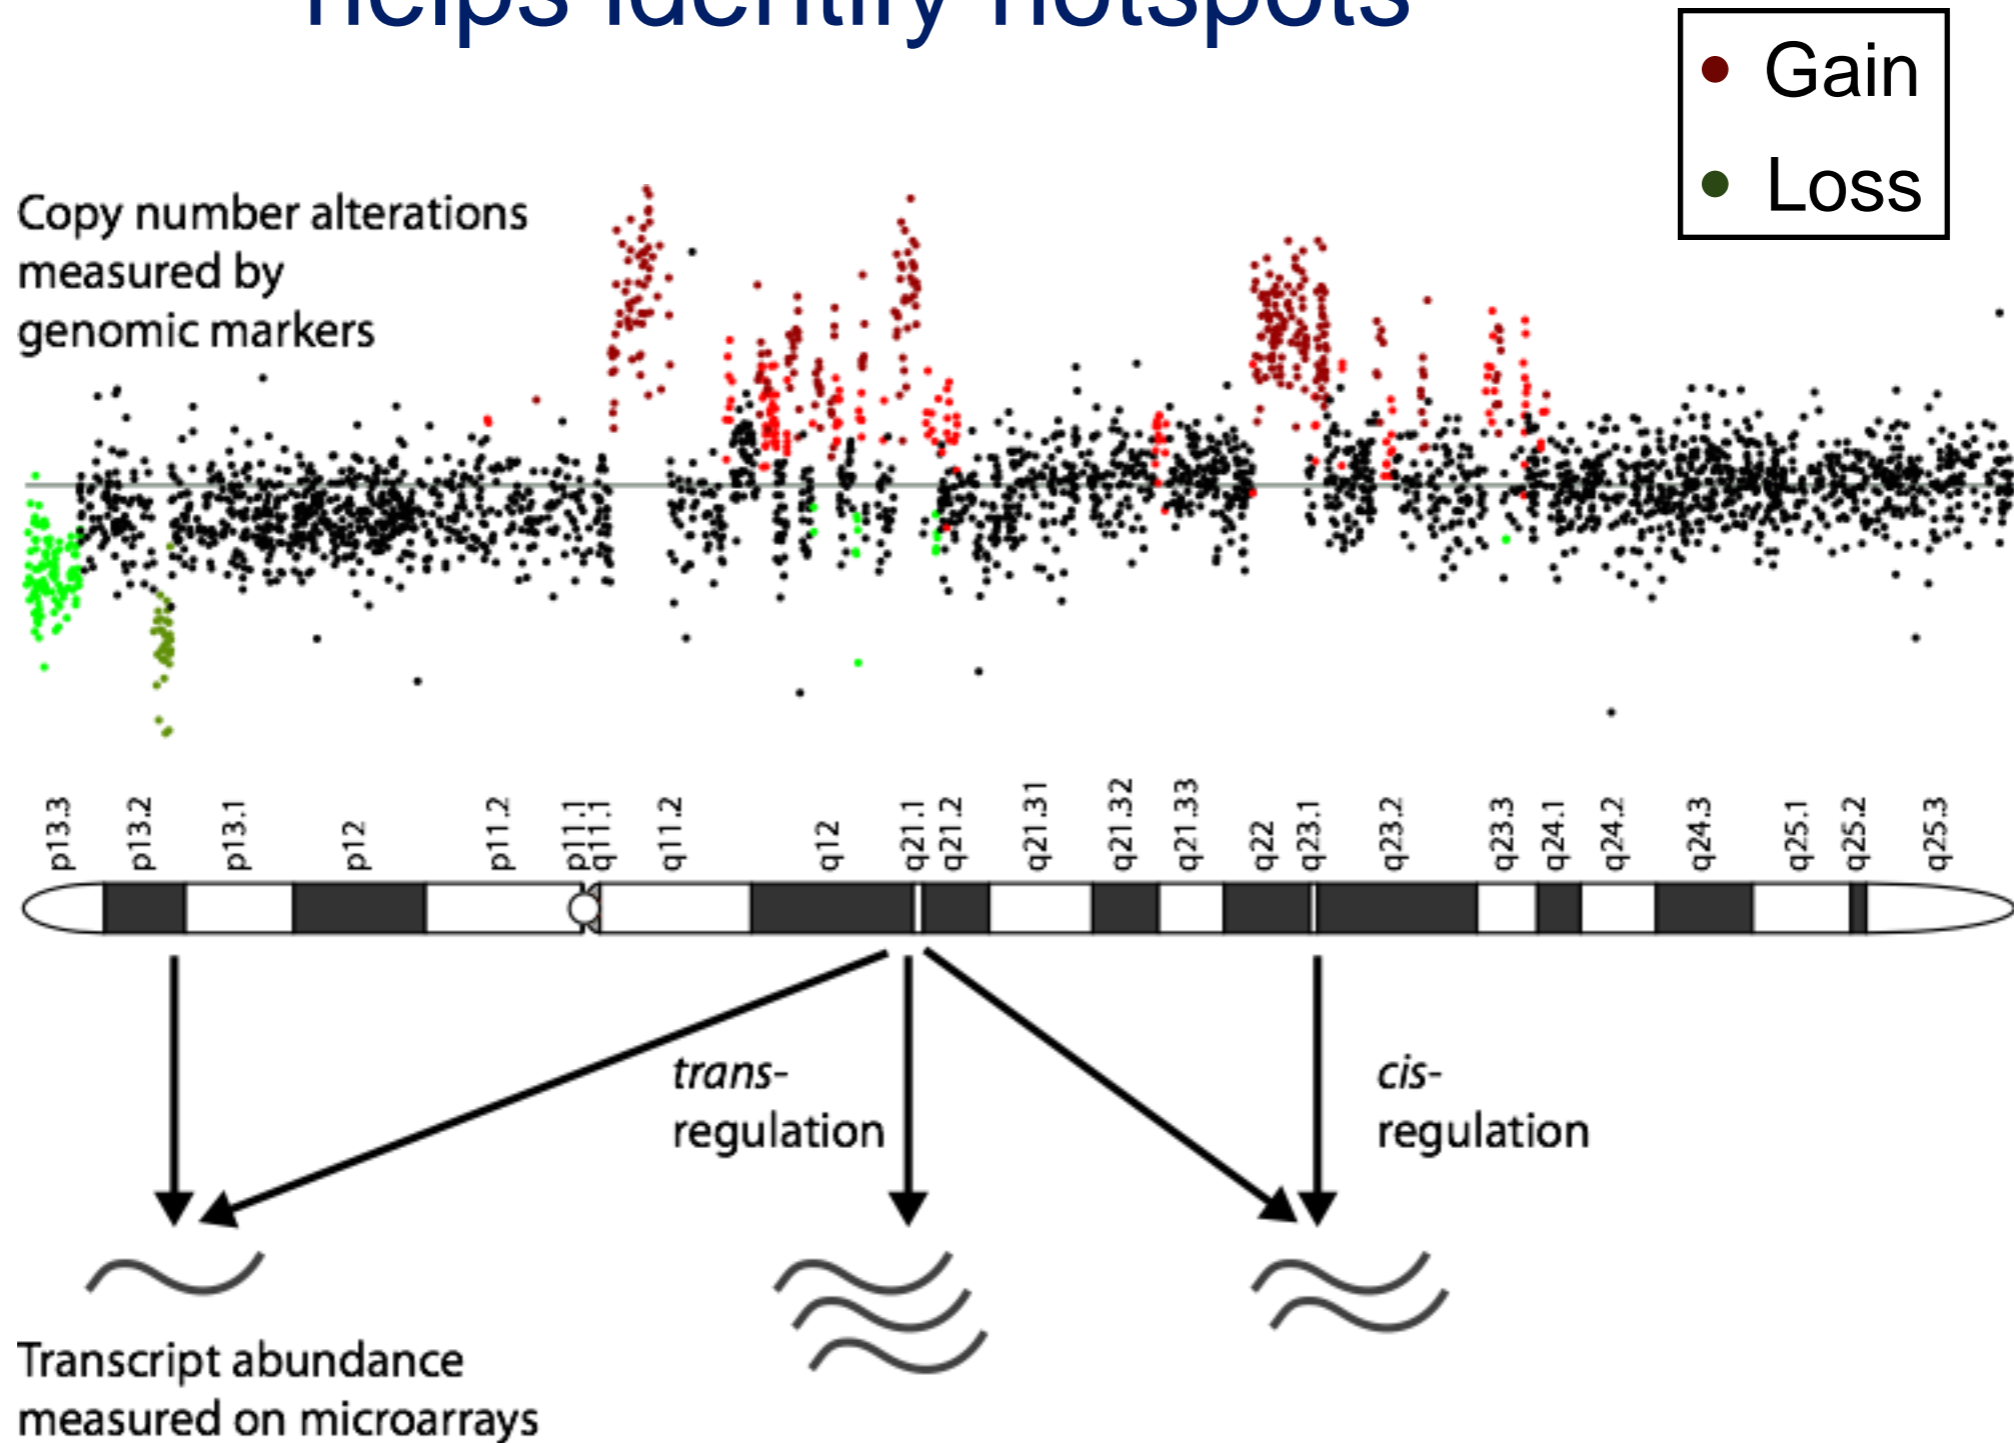 helps identify hotspots
Gain
Loss
Copy number alterations
measured by
genomic markers
p13.3
p13.2
p13.1
p12
p11.2
p11.1
q11.1
q11.2
q12
q21.1
q21.2
q21.31
q21.32
q21.33
q22
q23.1
q23.2
q23.3
q24.1
q24.2
q24.3
q25.1
q25.2
q25.3
trans-
regulation
cis-
regulation
Transcript abundance
measured on microarrays